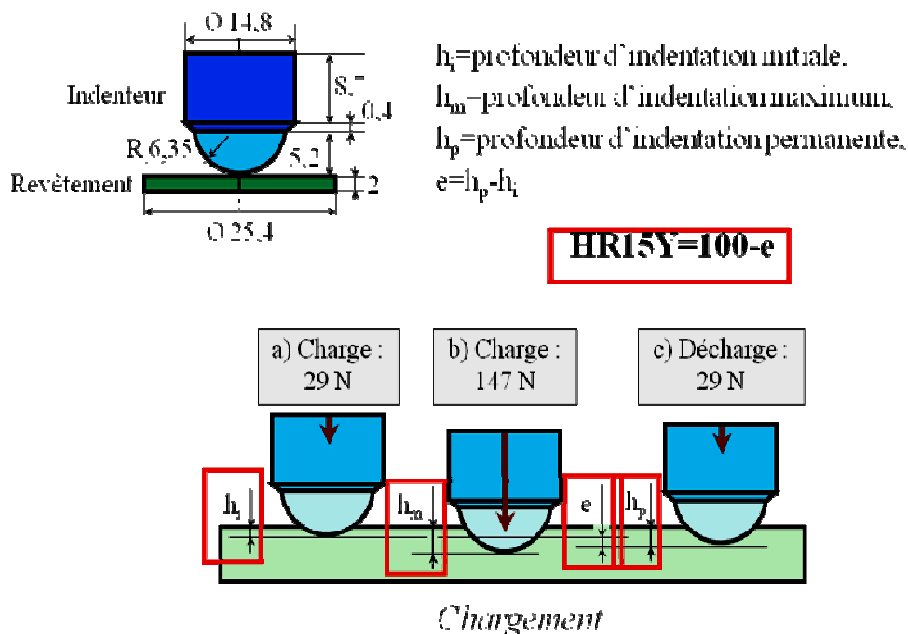 O 14,8
Indenteur
8,7
0,4
R 6,35
5,2
Revêtement
2
O 25,4
hi=profondeur d'indentation initiale.
hm=profondeur d'indentation maximum.
hp=profondeur d'indentation permanente.
e=hp-hi
HR15Y=100-e
a) Charge :
29 N
b) Charge :
147 N
c) Décharge :
29 N
hi
hm
e
hp
Chargement